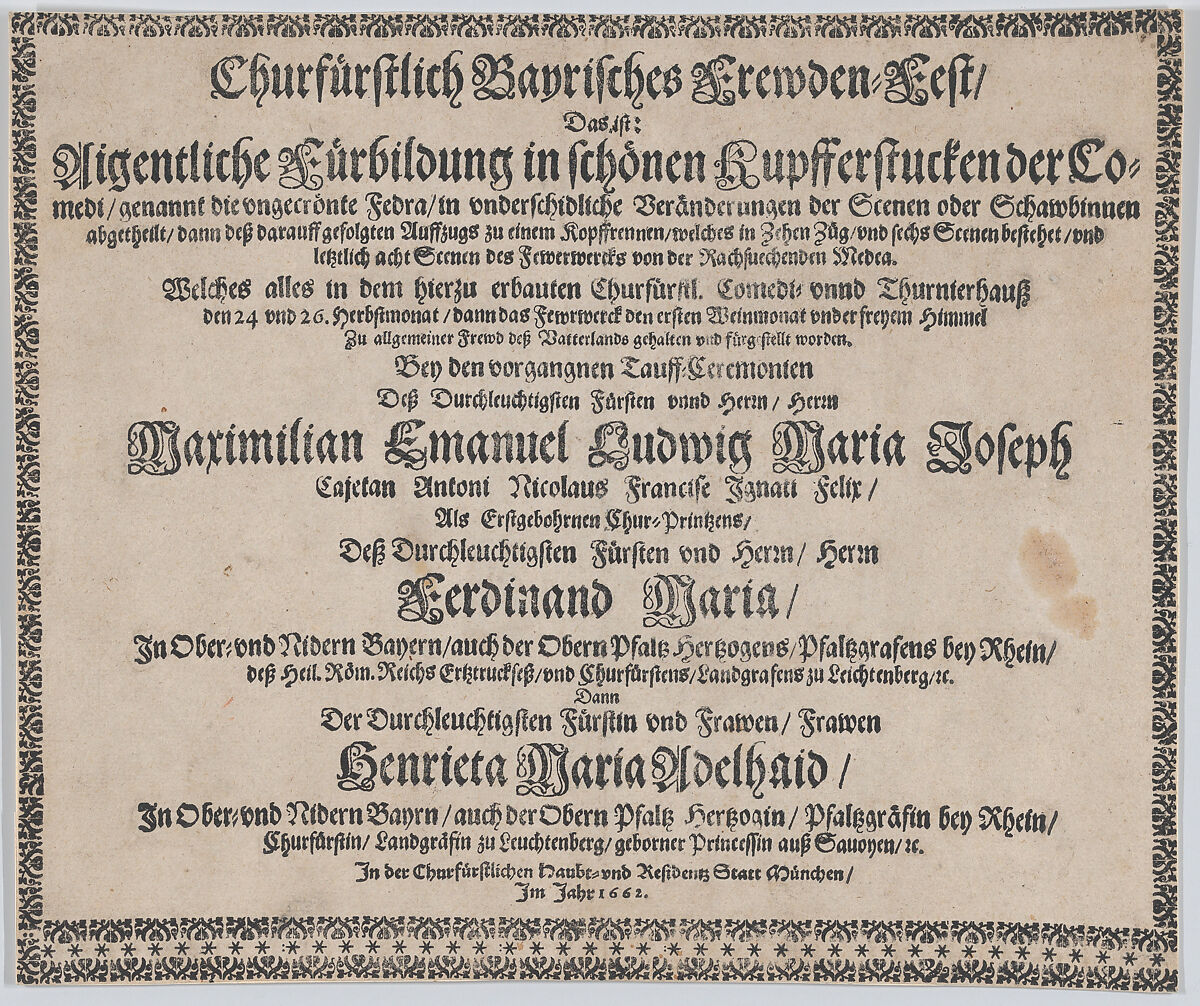 Churfürstlich Bayrisches Frewden-Fest/
Das ist:
Aigentliche Fürbildung in schönen Kupfferstucken der Co-
medi/ genannt die vngecrönte Fedra/ in vnderschidliche Veränderungen der Scenen oder Schawbinnen
abgetheilt/ dann deß darauff gefolgten Auffzugs zu einem Kopffrennen/ welches in Zehen Züg/ vnd sechs Scenen bestehet/ vnd
letztlich acht Scenen des Fewerwercks von der Rachsuechenden Medea.
Welches alles in dem hierzu erbauten Churfürstl. Comedi- vnnd Thurnierhauß
den 24 vnd 26. Herbstmonat/ dann das Fewrwerck den ersten Weinmonat vnder freyem Himmel
Zu allgemeiner Frewd deß Vatterlands gehalten vnd fürgestellt worden.
Bey den vorgangnen Tauff-Ceremonien
Deß Durchleuchtigsten Fürsten vnnd Herrn/ Herrn
Maximilian Emanuel Ludwig Maria Joseph
Cajetan Antoni Nicolaus Francisc Ignati Felix/
Als Erstgebohrnen Chur-Printzens/
Deß Durchleuchtigsten Fürsten vnd Herrn/ Herrn
Ferdinand Maria/
In Ober- vnd Nidern Bayern/ auch der Obern Pfaltz Hertzogens/ Pfaltzgrafens bey Rhein/
deß Heil. Röm. Reichs Ertztruckseß/ vnd Churfürstens/ Landgrafens zu Leichtenberg/ ꝛc.
Dann
Der Durchleuchtigsten Fürstin vnd Frawen/ Frawen
Henrieta Maria Adelhaid/
In Ober- vnd Nidern Bayrn/ auch der Obern Pfaltz Hertzogin/ Pfaltzgräfin bey Rhein/
Churfürstin/ Landgräfin zu Leuchtenberg/ geborner Princessin auß Sauoyen/ ꝛc.
In der Churfürstlichen Haubt- vnd Residentz Statt München/
Im Jahr 1662.